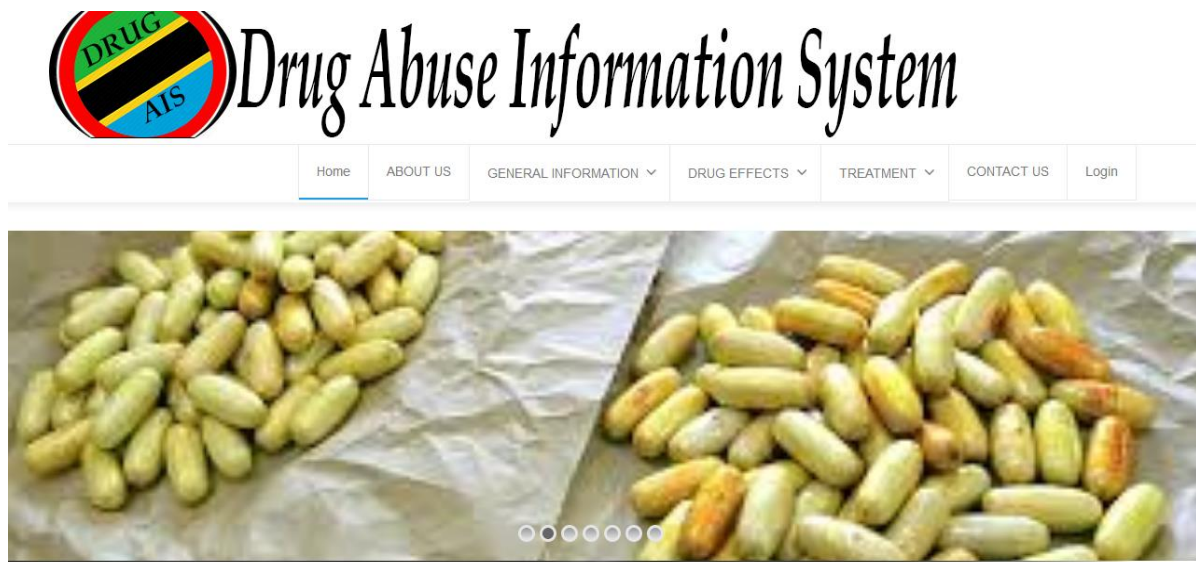 DRUG
AIS
Drug Abuse Information System
Home ABOUT US GENERAL INFORMATION DRUG EFFECTS TREATMENT CONTACT US Login